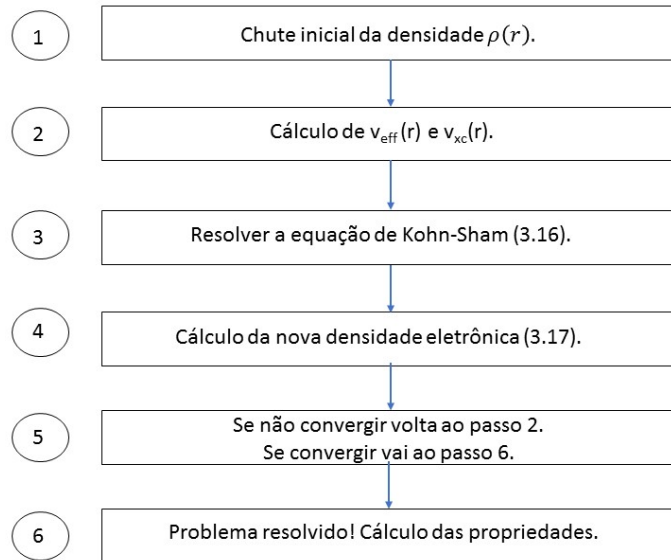 1
Chute inicial da densidade ρ(r).
2
Cálculo de v_eff(r) e v_xc(r).
3
Resolver a equação de Kohn-Sham (3.16).
4
Cálculo da nova densidade eletrônica (3.17).
5
Se não convergir volta ao passo 2.
Se convergir vai ao passo 6.
6
Problema resolvido! Cálculo das propriedades.